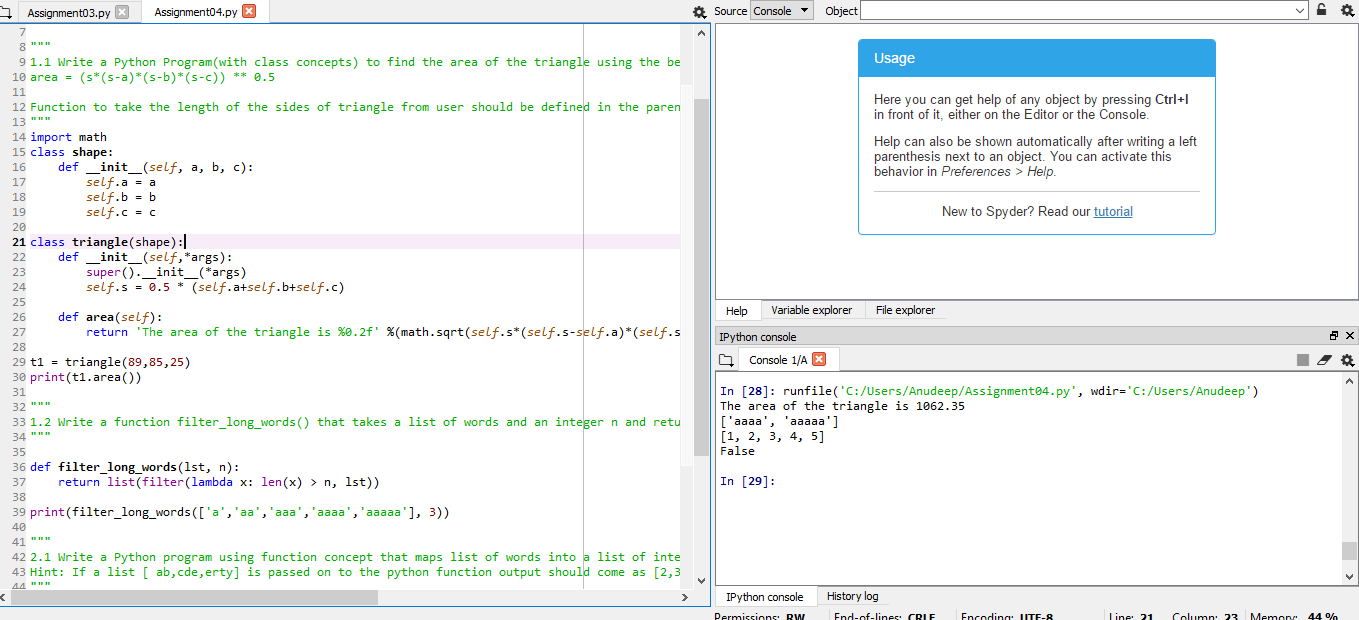 Assignment03.py
Assignment04.py
Source Console Object
7
8 """
9 1.1 Write a Python Program(with class concepts) to find the area of the triangle using the be
10 area = (s*(s-a)*(s-b)*(s-c)) ** 0.5
11
12 Function to take the length of the sides of triangle from user should be defined in the paren
13 """
14 import math
15 class shape:
16     def __init__(self, a, b, c):
17         self.a = a
18         self.b = b
19         self.c = c
20
21 class triangle(shape):
22     def __init__(self,*args):
23         super().__init__(*args)
24         self.s = 0.5 * (self.a+self.b+self.c)
25
26     def area(self):
27         return 'The area of the triangle is %0.2f' %(math.sqrt(self.s*(self.s-self.a)*(self.s
28
29 t1 = triangle(89,85,25)
30 print(t1.area())
31
32 """
33 1.2 Write a function filter_long_words() that takes a list of words and an integer n and retu
34 """
35
36 def filter_long_words(lst, n):
37     return list(filter(lambda x: len(x) > n, lst))
38
39 print(filter_long_words(['a','aa','aaa','aaaa','aaaaa'], 3))
40
41 """
42 2.1 Write a Python program using function concept that maps list of words into a list of inte
43 Hint: If a list [ ab,cde,erty] is passed on to the python function output should come as [2,3
44 """
Usage
Here you can get help of any object by pressing Ctrl+I
in front of it, either on the Editor or the Console.
Help can also be shown automatically after writing a left
parenthesis next to an object. You can activate this
behavior in Preferences > Help.
New to Spyder? Read our tutorial
Help Variable explorer File explorer
IPython console
Console 1/A
In [28]: runfile('C:/Users/Anudeep/Assignment04.py', wdir='C:/Users/Anudeep')
The area of the triangle is 1062.35
['aaaa', 'aaaaa']
[1, 2, 3, 4, 5]
False
In [29]:
IPython console History log
Permissions: RW End-of-lines: CRLF Encoding: UTF-8 Line: 21 Column: 23 Memory: 44 %